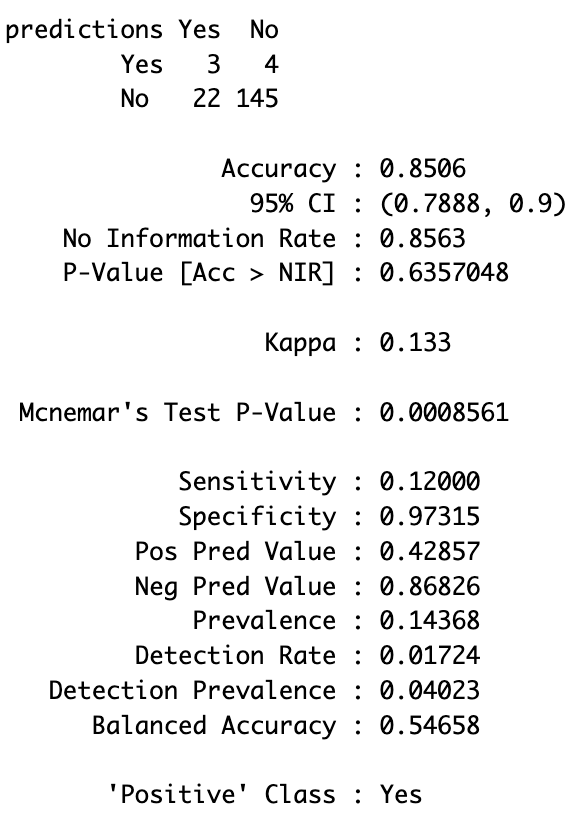 predictions Yes No
Yes 3 4
No 22 145
Accuracy : 0.8506
95% CI : (0.7888, 0.9)
No Information Rate : 0.8563
P-Value [Acc > NIR] : 0.6357048
Kappa : 0.133
Mcnemar's Test P-Value : 0.0008561
Sensitivity : 0.12000
Specificity : 0.97315
Pos Pred Value : 0.42857
Neg Pred Value : 0.86826
Prevalence : 0.14368
Detection Rate : 0.01724
Detection Prevalence : 0.04023
Balanced Accuracy : 0.54658
'Positive' Class : Yes